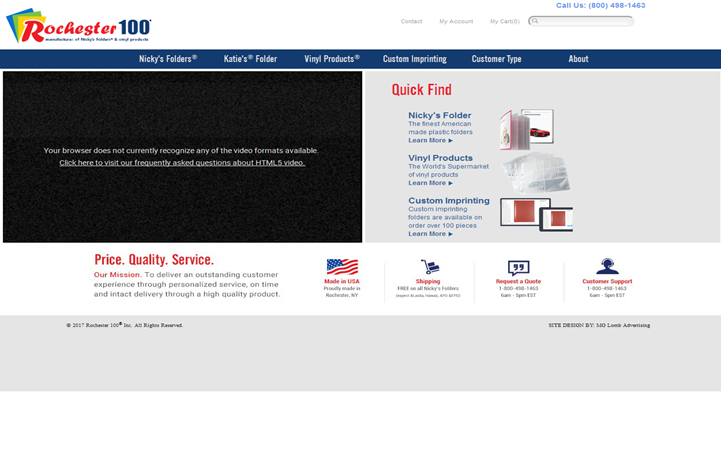 Call Us: (800) 498-1463
Rochester 100®
manufacturer of Nicky's Folders® & vinyl products
Contact
My Account
My Cart(0)
Nicky's Folders®
Katie's® Folder
Vinyl Products®
Custom Imprinting
Customer Type
About
Your browser does not currently recognize any of the video formats available.
Click here to visit our frequently asked questions about HTML5 video.
Quick Find
Nicky's Folder
The finest American
made plastic folders
Learn More ▶
Vinyl Products
The World's Supermarket
of vinyl products
Learn More ▶
Custom Imprinting
Custom imprinting
folders are available on
order over 100 pieces
Learn More ▶
Price. Quality. Service.
Our Mission. To deliver an outstanding customer
experience through personalized service, on time
and intact delivery through a high quality product.
Made in USA
Proudly made in
Rochester, NY
Shipping
FREE on all Nicky's Folders
Request a Quote
1-800-498-1463
6am - 5pm EST
Customer Support
1-800-498-1463
6am - 5pm EST
© 2017 Rochester 100® Inc. All Rights Reserved.
SITE DESIGN BY: MG Lomb Advertising